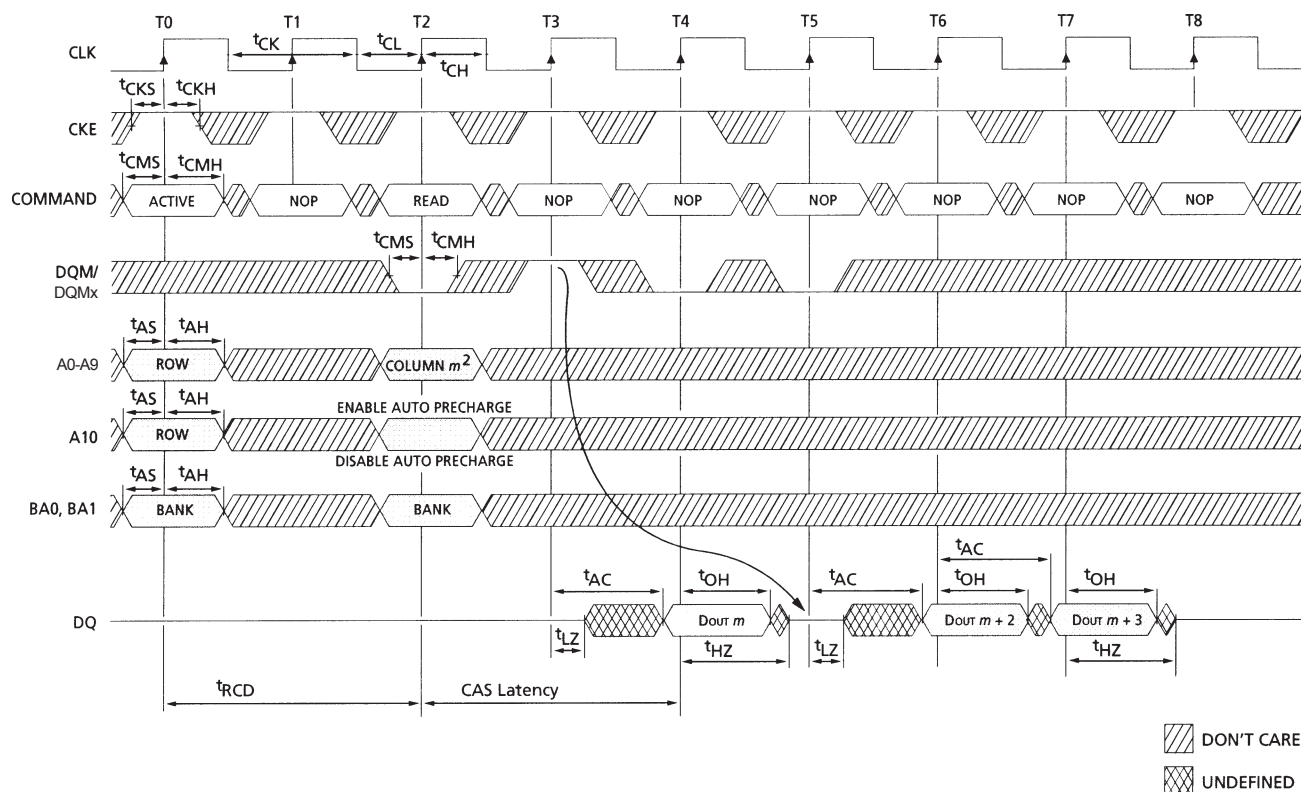 T0 T1 T2 T3 T4 T5 T6 T7 T8
CLK
tCK tCL
tCH
tCKS tCKH
CKE
tCMS tCMH
COMMAND ACTIVE NOP READ NOP NOP NOP NOP NOP NOP
tCMS tCMH
DQM/
DQMx
tAS tAH
A0-A9 ROW COLUMN m2
tAS tAH ENABLE AUTO PRECHARGE
A10 ROW
DISABLE AUTO PRECHARGE
tAS tAH
BA0, BA1 BANK BANK
tAC
tAC tOH tAC tOH tOH
DQ DOUT m DOUT m + 2 DOUT m + 3
tLZ tHZ tLZ tHZ
tRCD CAS Latency
DON'T CARE
UNDEFINED